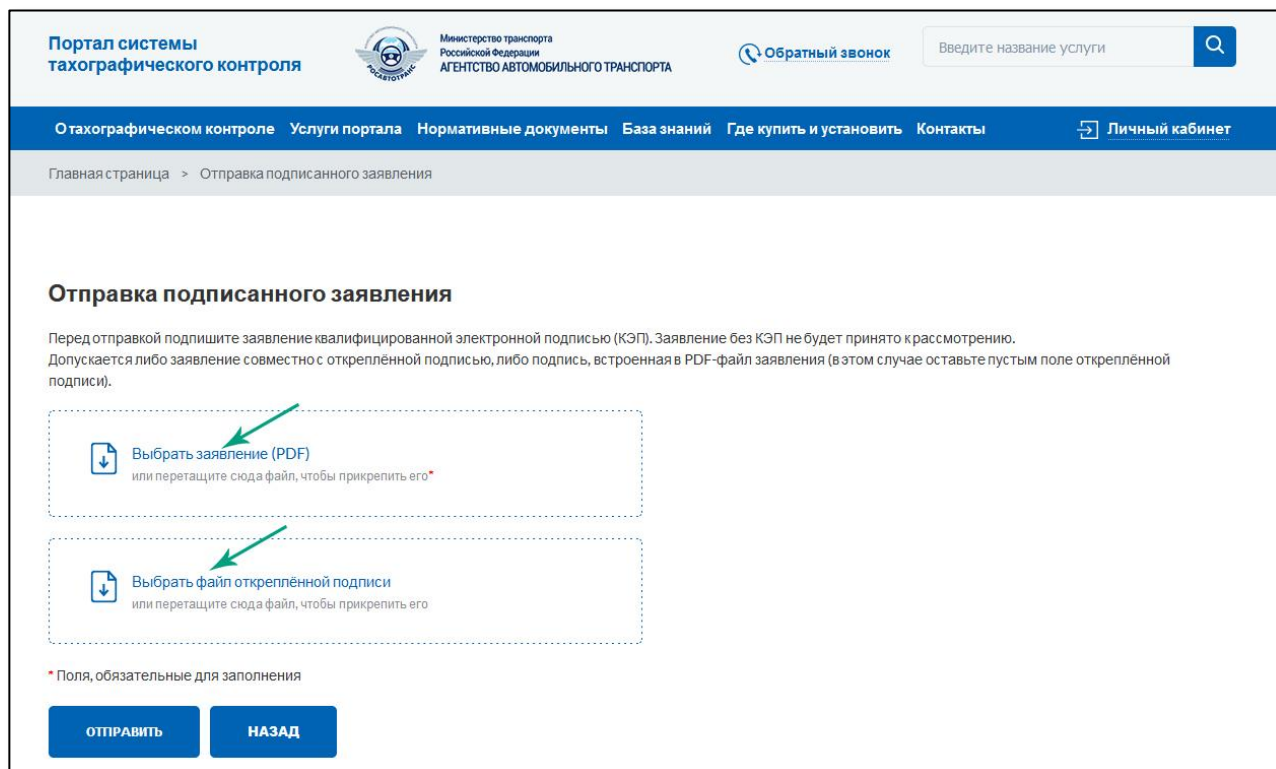 Портал системы
тахографического контроля
РОСАВТОТРАНС
Министерство транспорта
Российской Федерации
АГЕНТСТВО АВТОМОБИЛЬНОГО ТРАНСПОРТА
Обратный звонок
Введите название услуги
О тахографическом контроле Услуги портала Нормативные документы База знаний Где купить и установить Контакты Личный кабинет
Главная страница > Отправка подписанного заявления
Отправка подписанного заявления
Перед отправкой подпишите заявление квалифицированной электронной подписью (КЭП). Заявление без КЭП не будет принято к рассмотрению.
Допускается либо заявление совместно с откреплённой подписью, либо подпись, встроенная в PDF-файл заявления (в этом случае оставьте пустым поле откреплённой
подписи).
Выбрать заявление (PDF)
или перетащите сюда файл, чтобы прикрепить его*
Выбрать файл откреплённой подписи
или перетащите сюда файл, чтобы прикрепить его
* Поля, обязательные для заполнения
ОТПРАВИТЬ НАЗАД